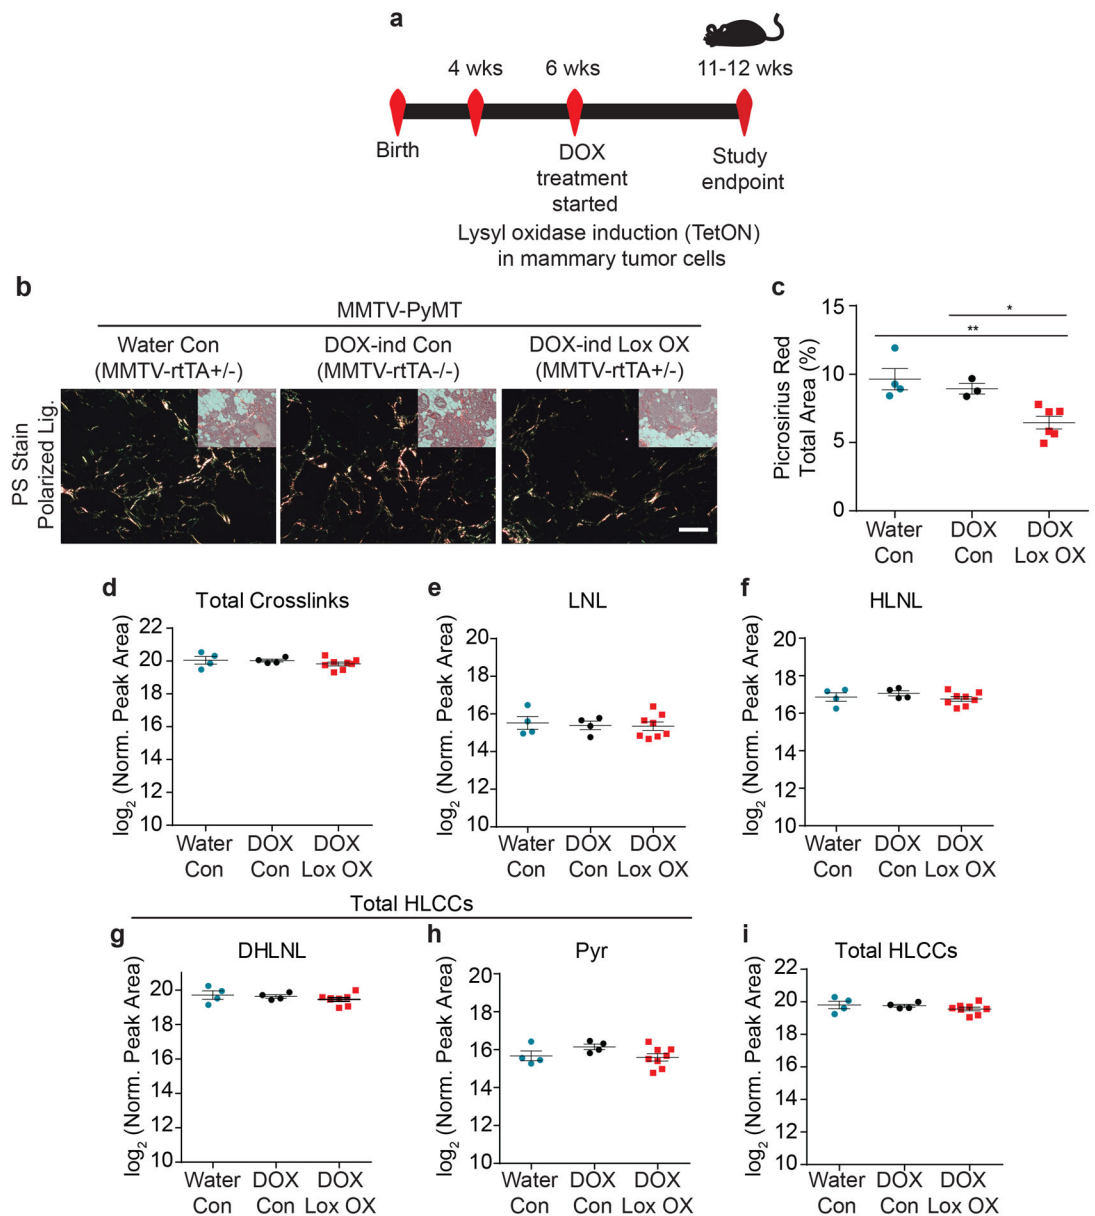 a
4 wks
6 wks
11-12 wks
Birth
DOX
treatment
started
Study
endpoint
Lysyl oxidase induction (TetON)
in mammary tumor cells
b
MMTV-PyMT
Water Con
(MMTV-rtTA+/-)
DOX-ind Con
(MMTV-rtTA-/-)
DOX-ind Lox OX
(MMTV-rtTA+/-)
PS Stain
Polarized Lig.
c
Picrosirius Red
Total Area (%)
15
10
5
0
*
**
Water
Con
DOX
Con
DOX
Lox OX
d
Total Crosslinks
log2 (Norm. Peak Area)
22
20
18
16
14
12
10
Water
Con
DOX
Con
DOX
Lox OX
e
LNL
log2 (Norm. Peak Area)
20
18
16
14
12
10
Water
Con
DOX
Con
DOX
Lox OX
f
HLNL
log2 (Norm. Peak Area)
20
18
16
14
12
10
Water
Con
DOX
Con
DOX
Lox OX
Total HLCCs
g
DHLNL
log2 (Norm. Peak Area)
20
18
16
14
12
10
Water
Con
DOX
Con
DOX
Lox OX
h
Pyr
log2 (Norm. Peak Area)
20
18
16
14
12
10
Water
Con
DOX
Con
DOX
Lox OX
i
Total HLCCs
log2 (Norm. Peak Area)
22
20
18
16
14
12
10
Water
Con
DOX
Con
DOX
Lox OX